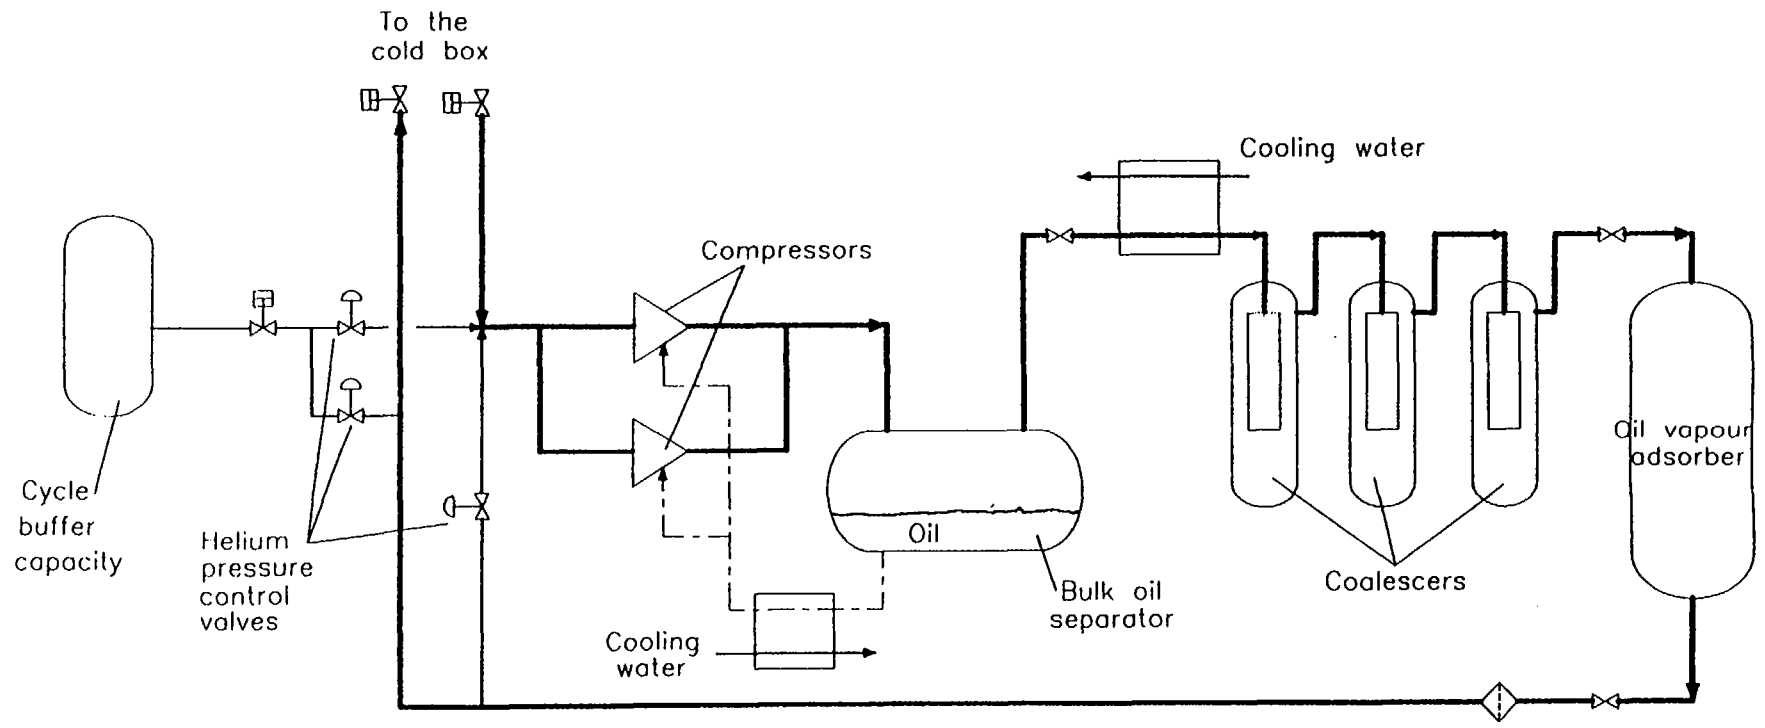 To the
cold box
Cooling water
Compressors
Oil vapour
adsorber
Cycle
buffer
capacity
Helium
pressure
control
valves
Oil
Coalescers
Bulk oil
separator
Cooling
water